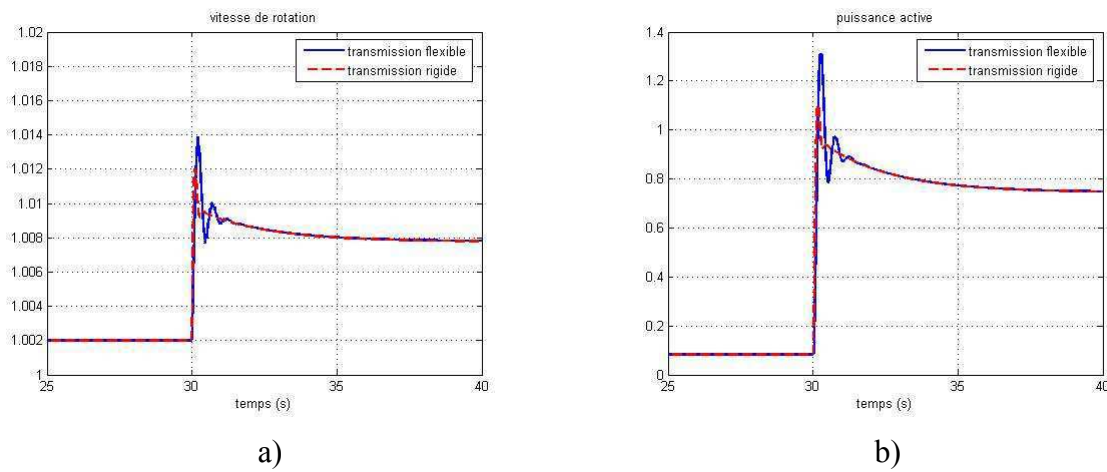 vitesse de rotation
1.02
1.018
1.016
1.014
1.012
1.01
1.008
1.006
1.004
1.002
1
25
30
35
40
temps (s)
transmission flexible
transmission rigide
a)
puissance active
1.4
1.2
1
0.8
0.6
0.4
0.2
0
25
30
35
40
temps (s)
transmission flexible
transmission rigide
b)